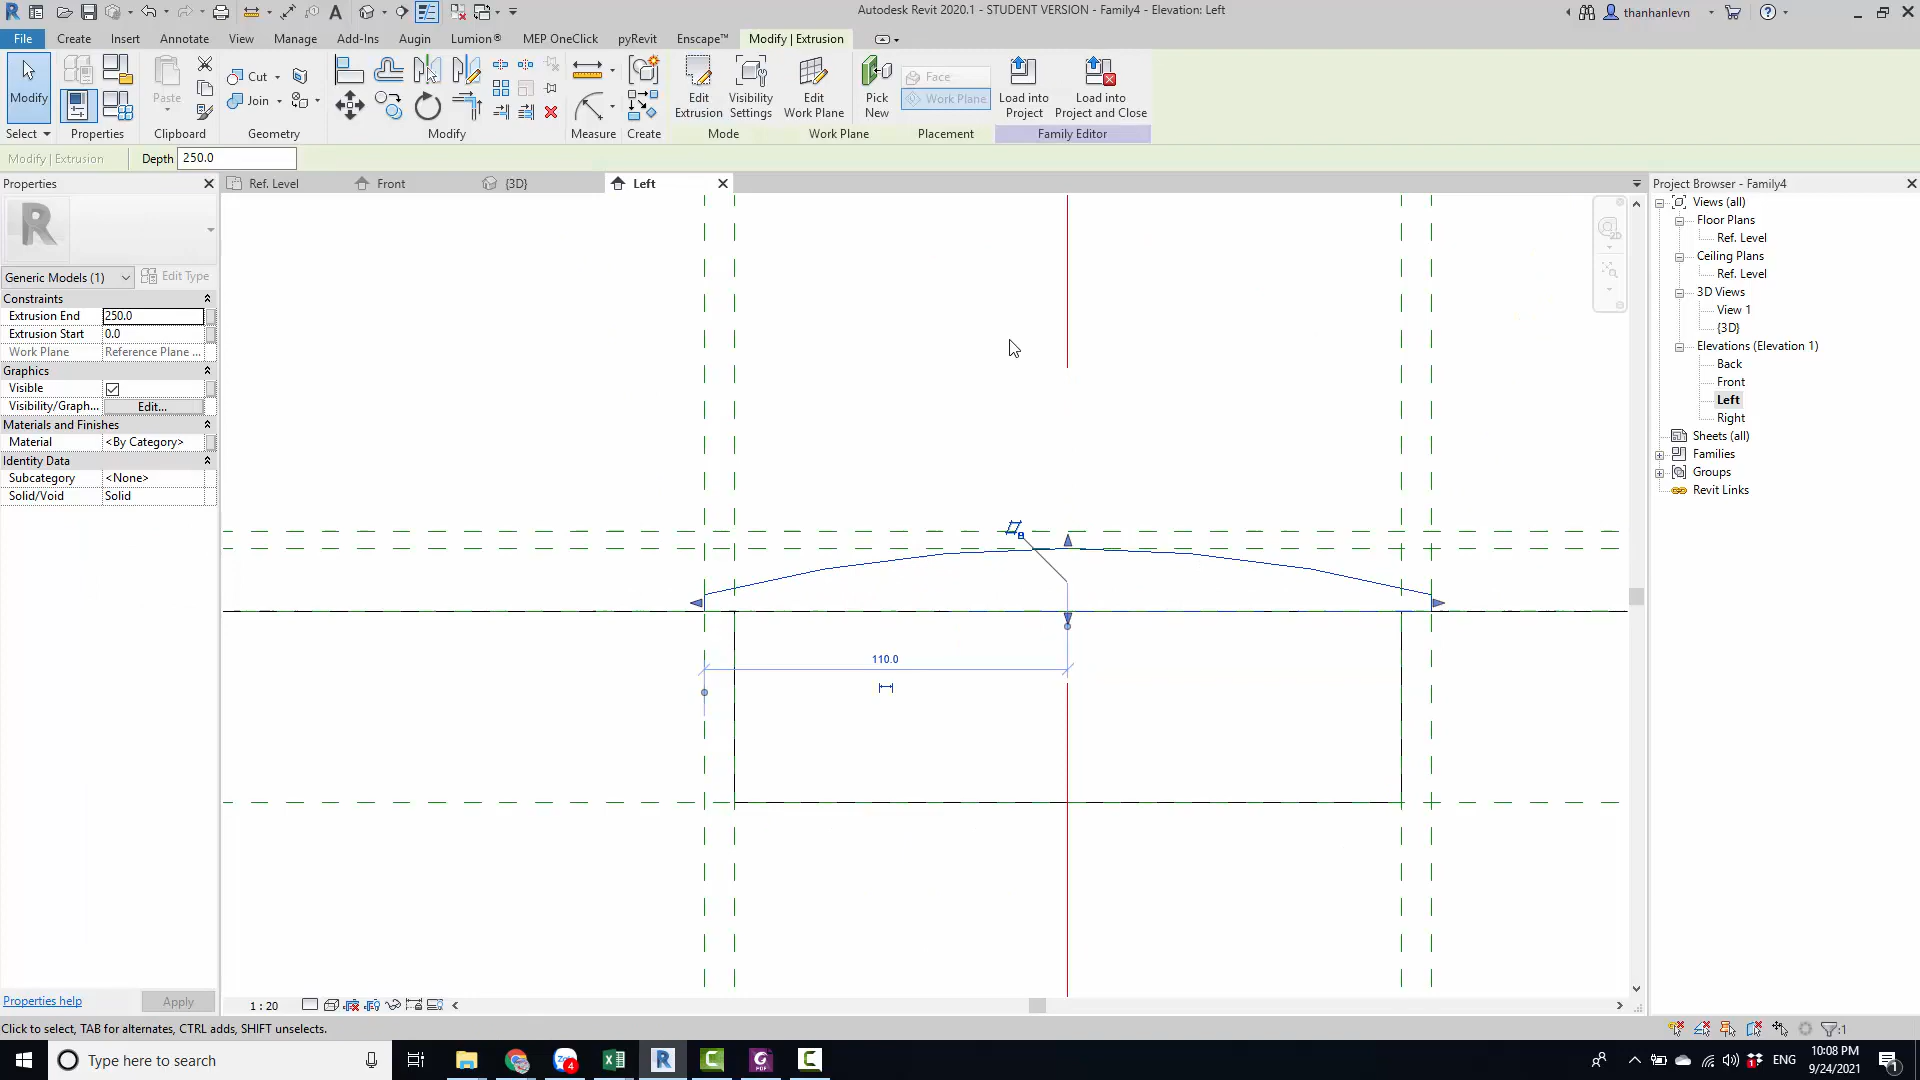 Autodesk Revit 2020.1 - STUDENT VERSION - Family4 - Elevation: Left
thanhanlevn
File
Create
Insert
Annotate
View
Manage
Add-Ins
Augin
Lumion®
MEP OneClick
pyRevit
Enscape™
Modify | Extrusion
Modify
Paste
Cut
Join
Edit
Extrusion
Visibility
Settings
Edit
Work Plane
Pick
New
Face
Work Plane
Load into
Project
Load into
Project and Close
Select
Properties
Clipboard
Geometry
Modify
Measure
Create
Mode
Work Plane
Placement
Family Editor
Modify | Extrusion
Depth 250.0
Properties
Ref. Level
Front
{3D}
Left
Project Browser - Family4
R
Generic Models (1)
Edit Type
Constraints
Extrusion End 250.0
Extrusion Start 0.0
Work Plane Reference Plane ...
Graphics
Visible
Visibility/Graph... Edit...
Materials and Finishes
Material <By Category>
Identity Data
Subcategory <None>
Solid/Void Solid
Views (all)
Floor Plans
Ref. Level
Ceiling Plans
Ref. Level
3D Views
View 1
{3D}
Elevations (Elevation 1)
Back
Front
Left
Right
Sheets (all)
Families
Groups
Revit Links
110.0
Properties help
Apply
1 : 20
Click to select, TAB for alternates, CTRL adds, SHIFT unselects.
:1
Type here to search
4
ENG
10:08 PM
9/24/2021
1